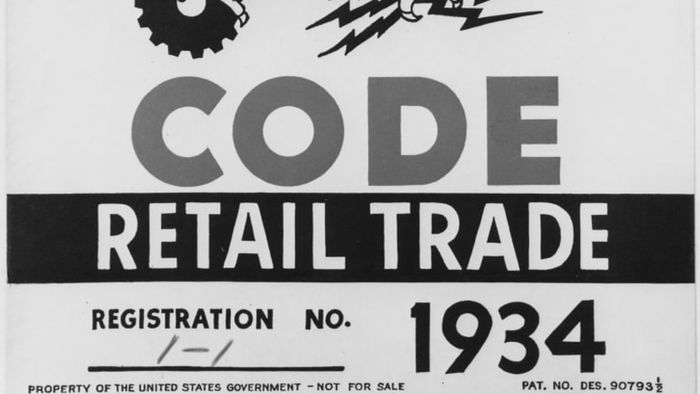 CODE
RETAIL TRADE
REGISTRATION NO. 1934
1-1
PROPERTY OF THE UNITED STATES GOVERNMENT - NOT FOR SALE PAT. NO. DES. 90793½